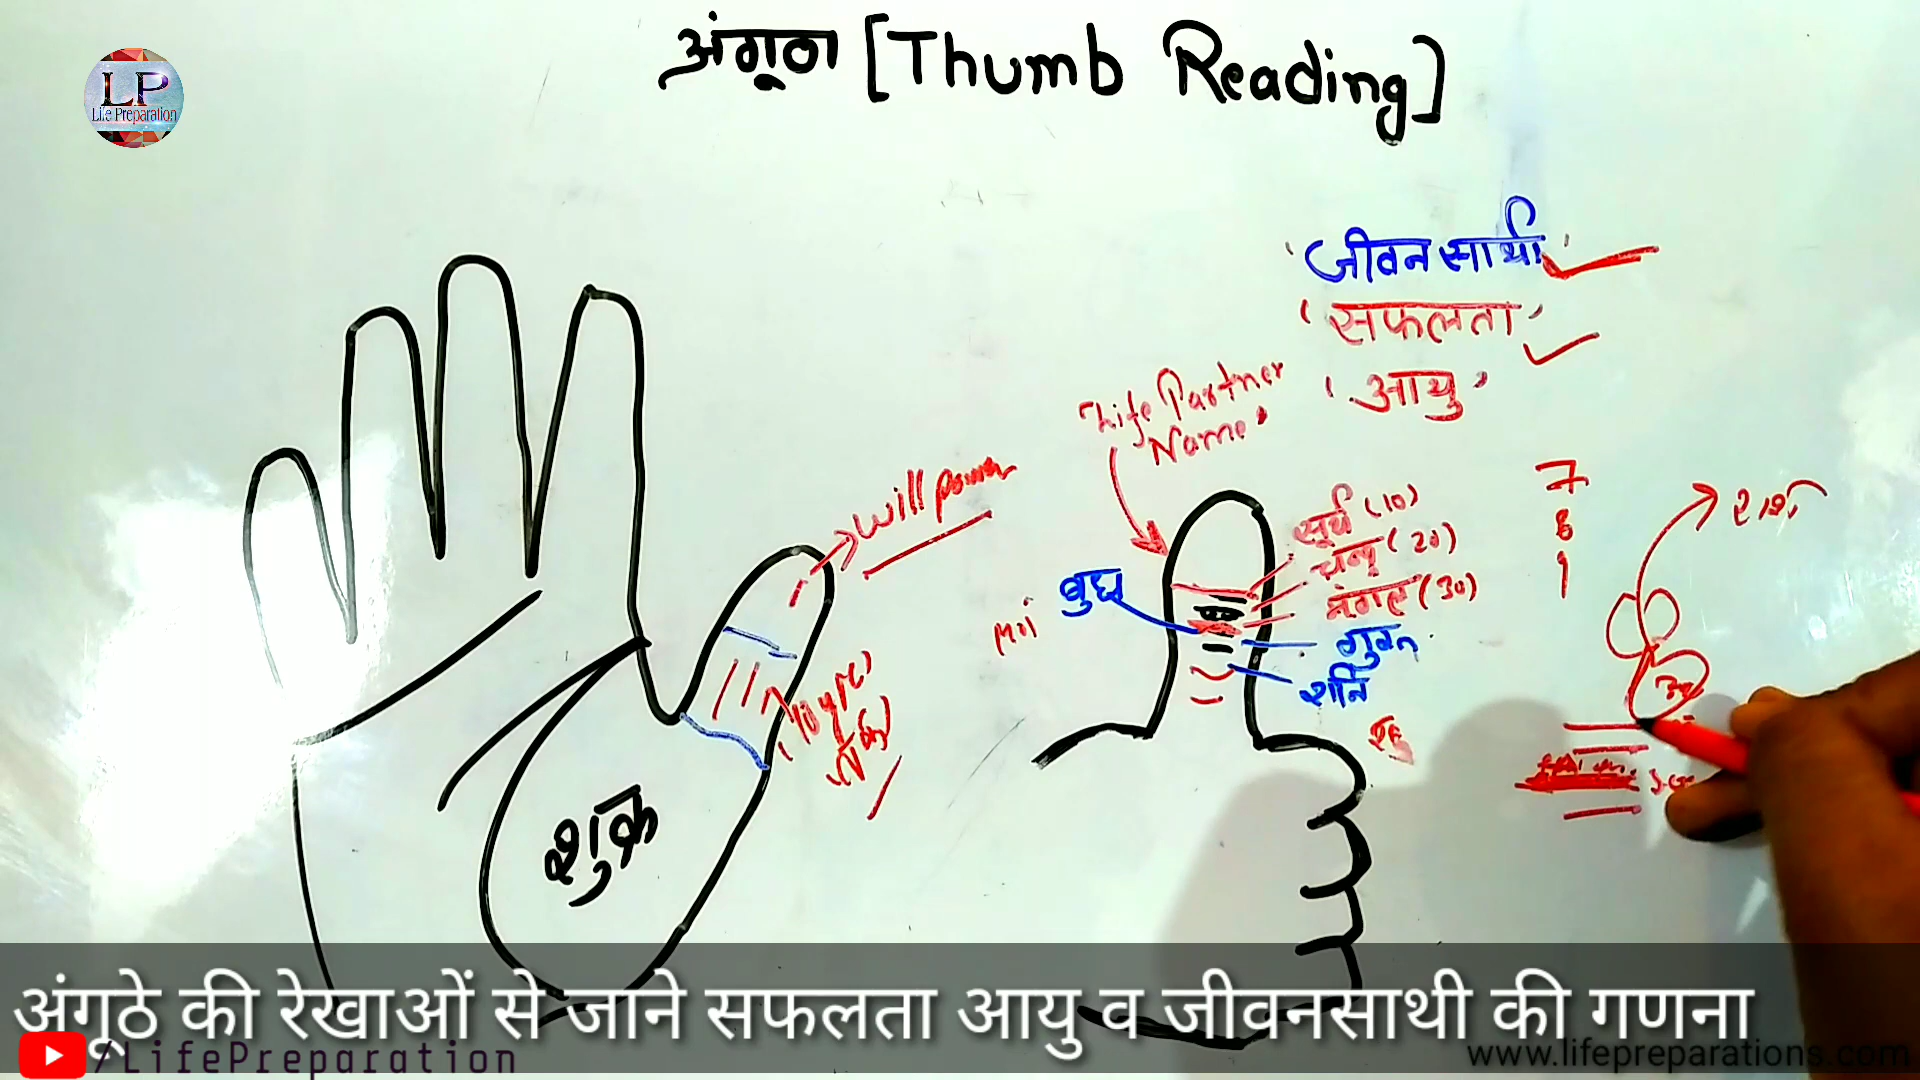 अंगूठा [Thumb Reading]
LP
Life Preparation
'जीवनसाथी'
'सफलता'
'आयु'
Life Partner
Name
will power
सूर्य (10)
चन्द्र (20)
मंगल (30)
बुध
गुरु
शनि
7
8
1
राशि
शुक्र
अंगूठे की रेखाओं से जाने सफलता आयु व जीवनसाथी की गणना
/LifePreparation
www.lifepreparations.com